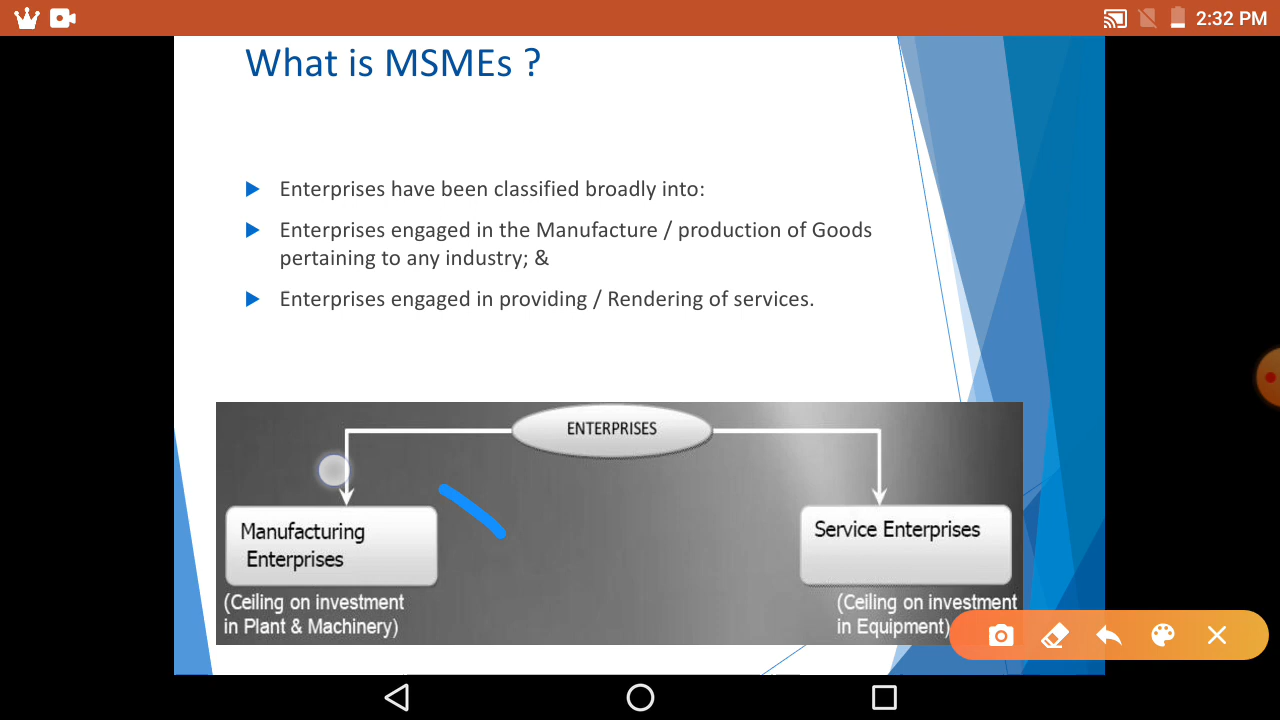 2:32 PM
What is MSMEs ?
Enterprises have been classified broadly into:
Enterprises engaged in the Manufacture / production of Goods
pertaining to any industry; &
Enterprises engaged in providing / Rendering of services.
ENTERPRISES
Manufacturing
Enterprises
(Ceiling on investment
in Plant & Machinery)
Service Enterprises
(Ceiling on investment
in Equipment)